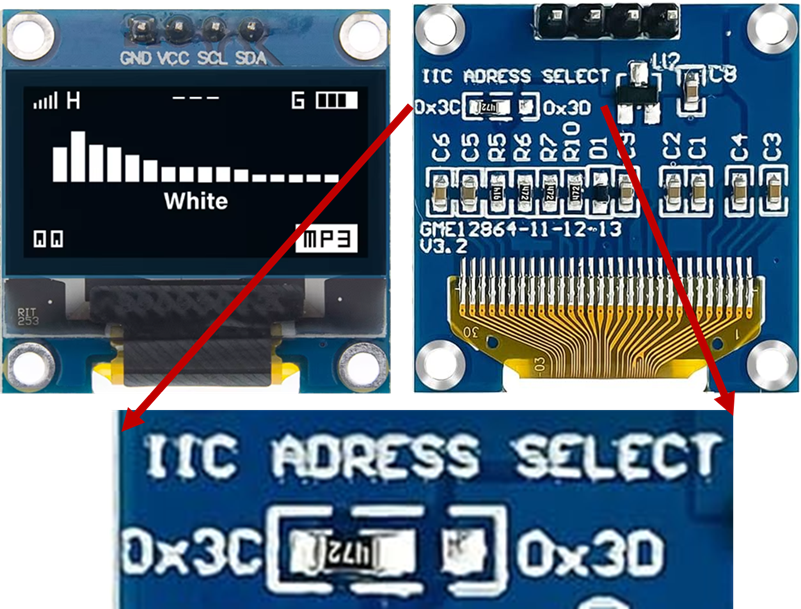 GND VCC SCL SDA
H --- G
White
MP3
RIT
253
U2
IIC ADRESS SELECT
C8
0x3C 472 0x3D
C6 C5 R5 R6 R7 R10 D1 C9 C2 C1 C4 C3
472 472
GME12864-11-12-13
V3.2
30 1
-03
IIC ADRESS SELECT
0x3C 472 0x3D